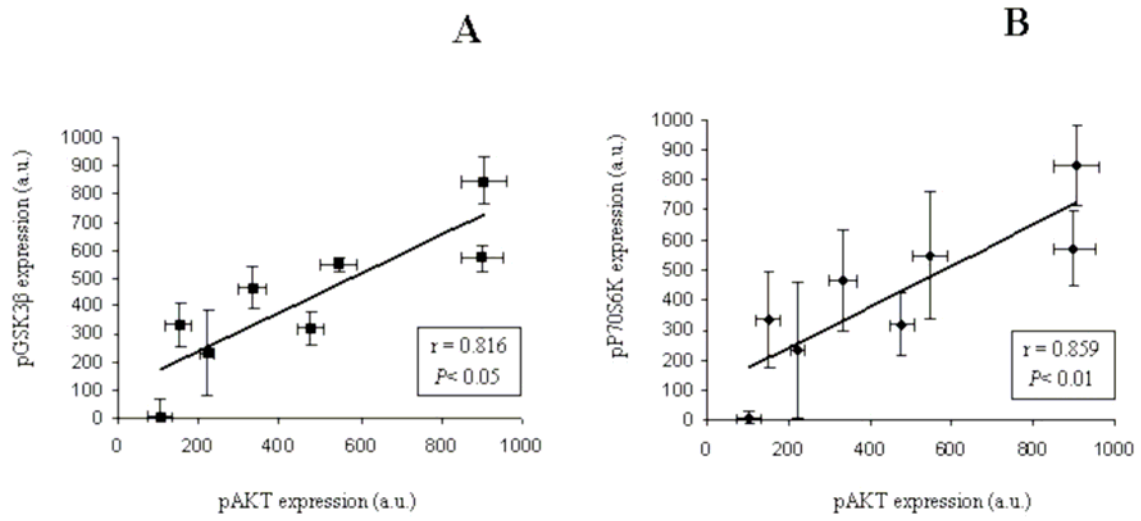 A
pGSK3β expression (a.u.)
1000
900
800
700
600
500
400
300
200
100
0
0 200 400 600 800 1000
pAKT expression (a.u.)
r = 0.816
P< 0.05
B
pP70S6K expression (a.u.)
1000
900
800
700
600
500
400
300
200
100
0
0 200 400 600 800 1000
pAKT expression (a.u.)
r = 0.859
P< 0.01